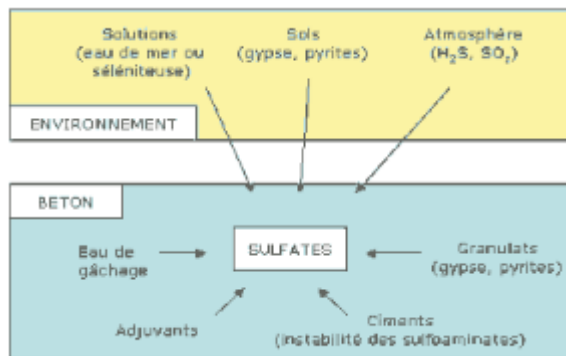 Solutions
(eau de mer ou
séléniteuse)
Sols
(gypse, pyrites)
Atmosphère
(H₂S, SO₂)
ENVIRONNEMENT
BETON
Eau de
gâchage
SULFATES
Granulats
(gypse, pyrites)
Adjuvants
Ciments
(instabilité des sulfoaminates)